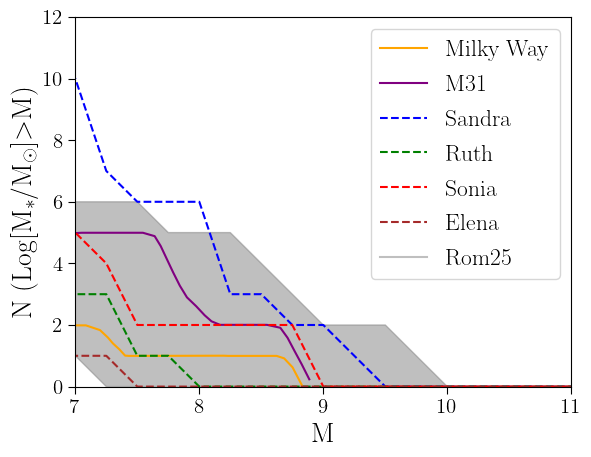 12
10
8
6
4
2
0
N (Log[M∗/M⊙]>M)
7
8
9
10
11
M
Milky Way
M31
Sandra
Ruth
Sonia
Elena
Rom25